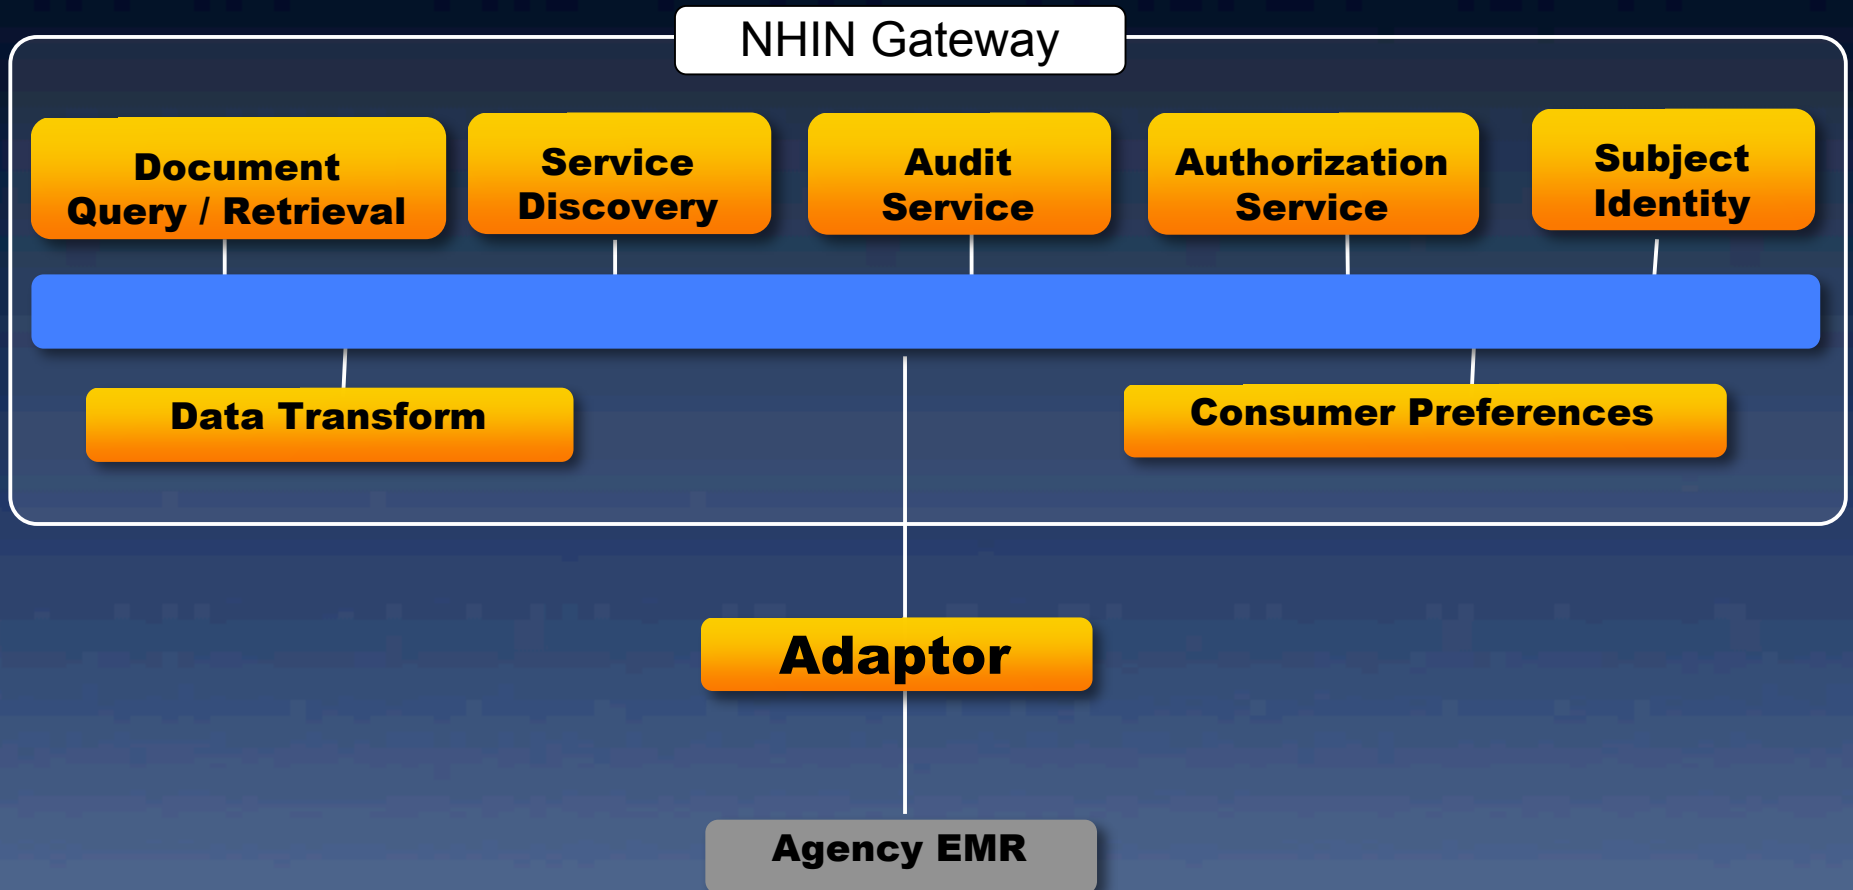 NHIN Gateway
Document
Query / Retrieval
Service
Discovery
Audit
Service
Authorization
Service
Subject
Identity
Data Transform
Consumer Preferences
Adaptor
Agency EMR